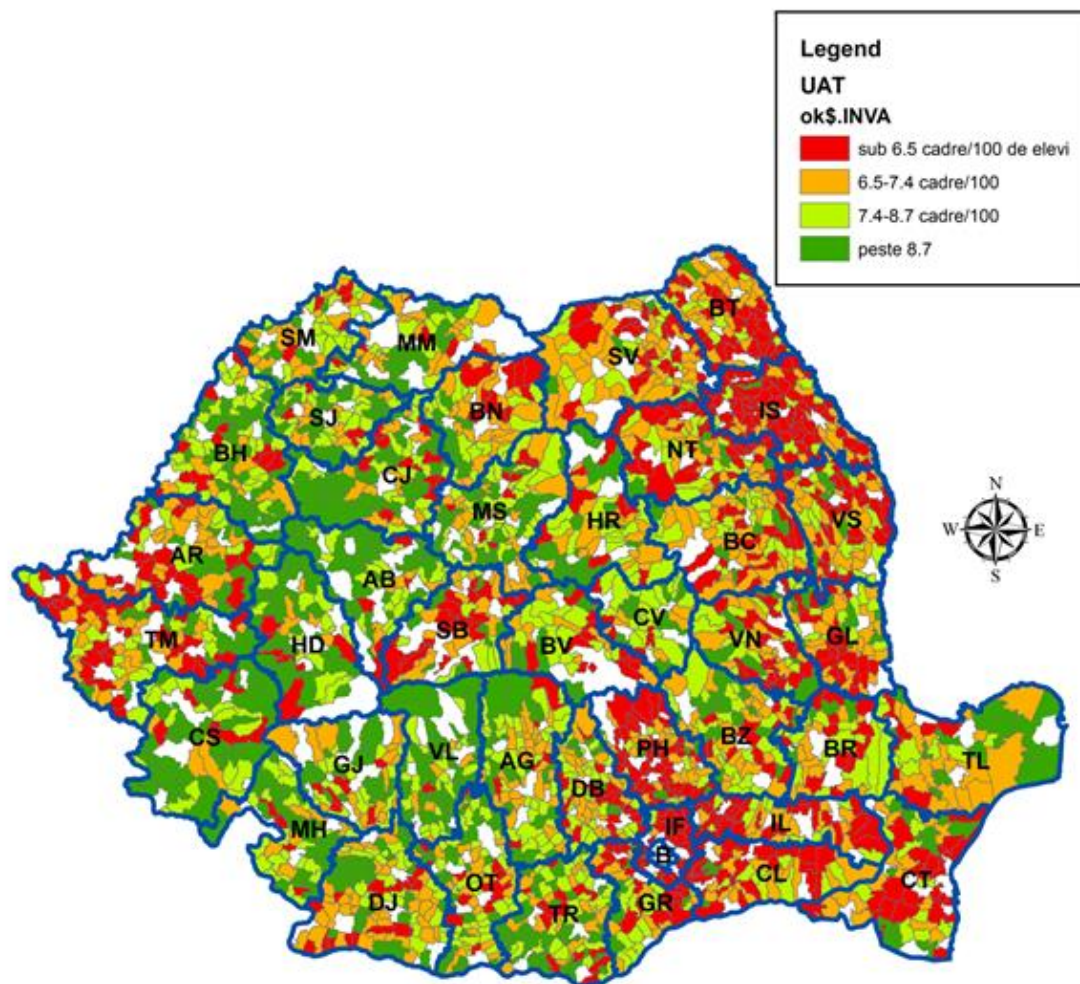 Legend
UAT
ok$.INVA
sub 6.5 cadre/100 de elevi
6.5-7.4 cadre/100
7.4-8.7 cadre/100
peste 8.7
BT
SM
MM
SV
IS
BN
SJ
NT
BH
CJ
MS
HR
VS
BC
N
W E
S
AR
AB
CV
SB
TM
HD
BV
VN
GL
CS
GJ
VL
AG
PH
BZ
BR
TL
DB
MH
IF
IL
B
CL
CT
OT
DJ
TR
GR